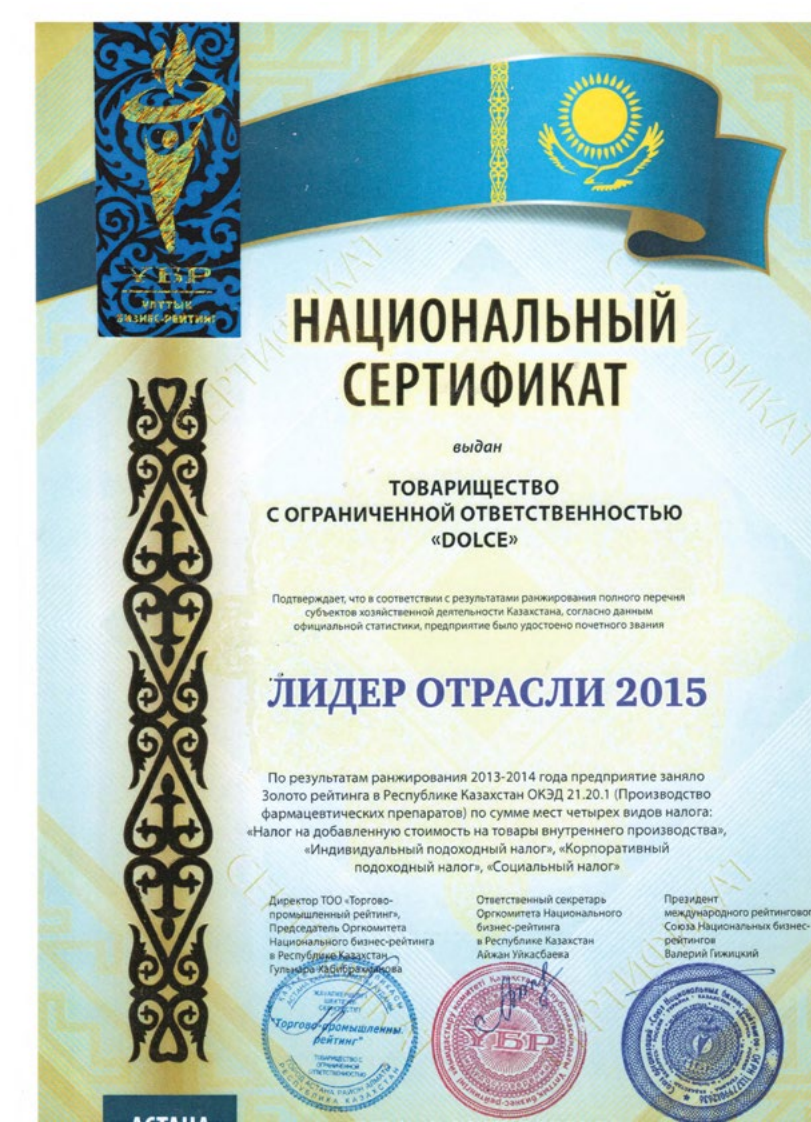 ҰБР
ҰЛТТЫҚ
БИЗНЕС-РЕЙТИНГ
НАЦИОНАЛЬНЫЙ
СЕРТИФИКАТ
выдан
ТОВАРИЩЕСТВО
С ОГРАНИЧЕННОЙ ОТВЕТСТВЕННОСТЬЮ
«DOLCE»
Подтверждает, что в соответствии с результатами ранжирования полного перечня
субъектов хозяйственной деятельности Казахстана, согласно данным
официальной статистики, предприятие было удостоено почетного звания
ЛИДЕР ОТРАСЛИ 2015
По результатам ранжирования 2013-2014 года предприятие заняло
Золото рейтинга в Республике Казахстан ОКЭД 21.20.1 (Производство
фармацевтических препаратов) по сумме мест четырех видов налога:
«Налог на добавленную стоимость на товары внутреннего производства»,
«Индивидуальный подоходный налог», «Корпоративный
подоходный налог», «Социальный налог»
Директор ТОО «Торгово-
промышленный рейтинг»,
Председатель Оргкомитета
Национального бизнес-рейтинга
в Республике Казахстан
Гульнара Хабибрахманова
Ответственный секретарь
Оргкомитета Национального
бизнес-рейтинга
в Республике Казахстан
Айжан Уйкасбаева
Президент
международного рейтингового
Союза Национальных бизнес-
рейтингов
Валерий Гижицкий
"Торгово-промышленный
рейтинг"
ТОВАРИЩЕСТВО С
ОГРАНИЧЕННОЙ
ОТВЕТСТВЕННОСТЬЮ
ҰБР
АСТАНА